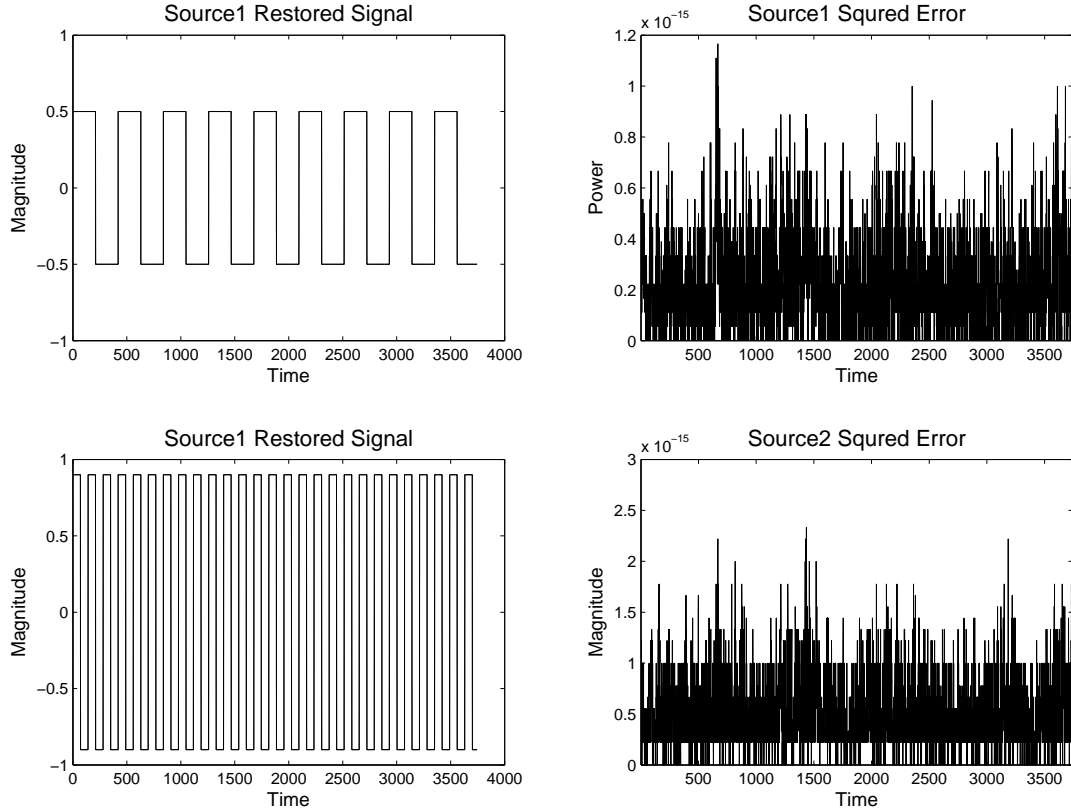 Source1 Restored Signal
1
0.5
0
−0.5
−1
Magnitude
0 500 1000 1500 2000 2500 3000 3500 4000
Time
Source1 Squred Error
x 10^-15
1.2
1
0.8
0.6
0.4
0.2
0
Power
500 1000 1500 2000 2500 3000 3500
Time
Source1 Restored Signal
1
0.5
0
−0.5
−1
Magnitude
0 500 1000 1500 2000 2500 3000 3500 4000
Time
Source2 Squred Error
x 10^-15
3
2.5
2
1.5
1
0.5
0
Magnitude
500 1000 1500 2000 2500 3000 3500
Time